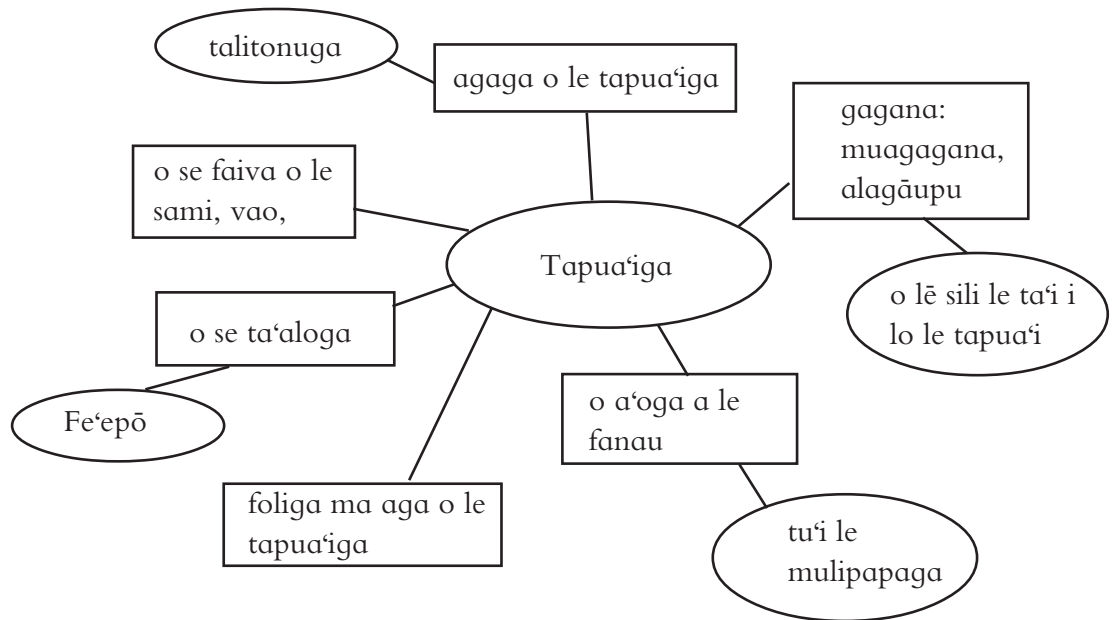 talitonuga
agaga o le tapuaʻiga
gagana:
muagagana,
alagāupu
o se faiva o le
sami, vao,
Tapuaʻiga
o lē sili le taʻi i
lo le tapuaʻi
o se taʻaloga
o aʻoga a le
fanau
Feʻepō
foliga ma aga o le
tapuaʻiga
tuʻi le
mulipapaga